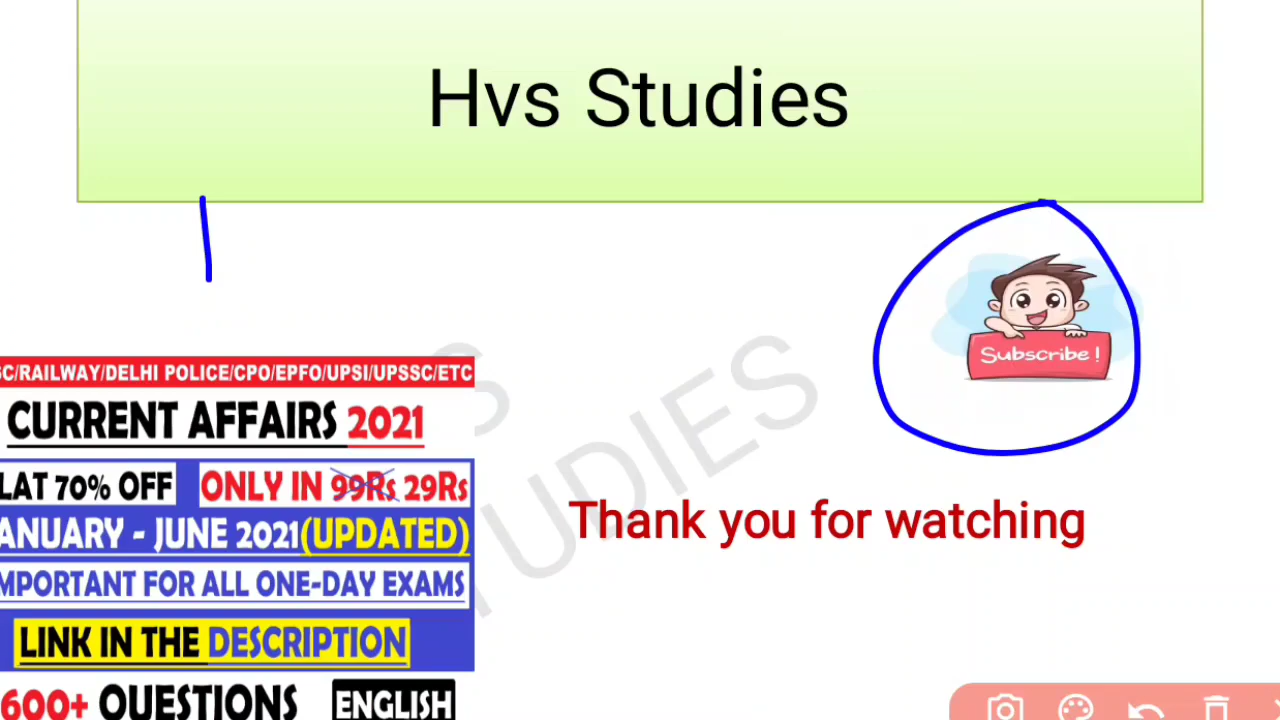 Hvs Studies
Subscribe !
STUDIES
Thank you for watching
SC/RAILWAY/DELHI POLICE/CPO/EPFO/UPSI/UPSSC/ETC
CURRENT AFFAIRS 2021
LAT 70% OFF ONLY IN 99Rs 29Rs
ANUARY - JUNE 2021(UPDATED)
MPORTANT FOR ALL ONE-DAY EXAMS
LINK IN THE DESCRIPTION
600+ QUESTIONS ENGLISH